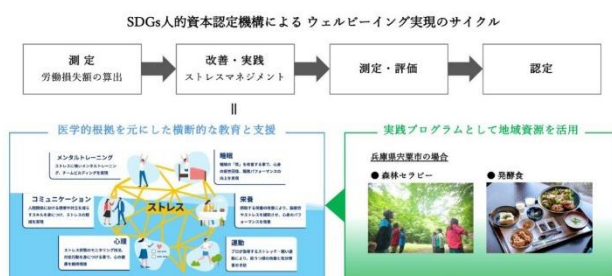 SDGs人的資本認定機構による ウェルビーイング実現のサイクル
測 定
労働損失額の算出
改善・実践
ストレスマネジメント
測定・評価
認定
医学的根拠を元にした横断的な教育と支援
メンタルトレーニング
睡眠
コミュニケーション
ストレス
栄養
心理
運動
実践プログラムとして地域資源を活用
兵庫県宍粟市の場合
● 森林セラピー
● 発酵食